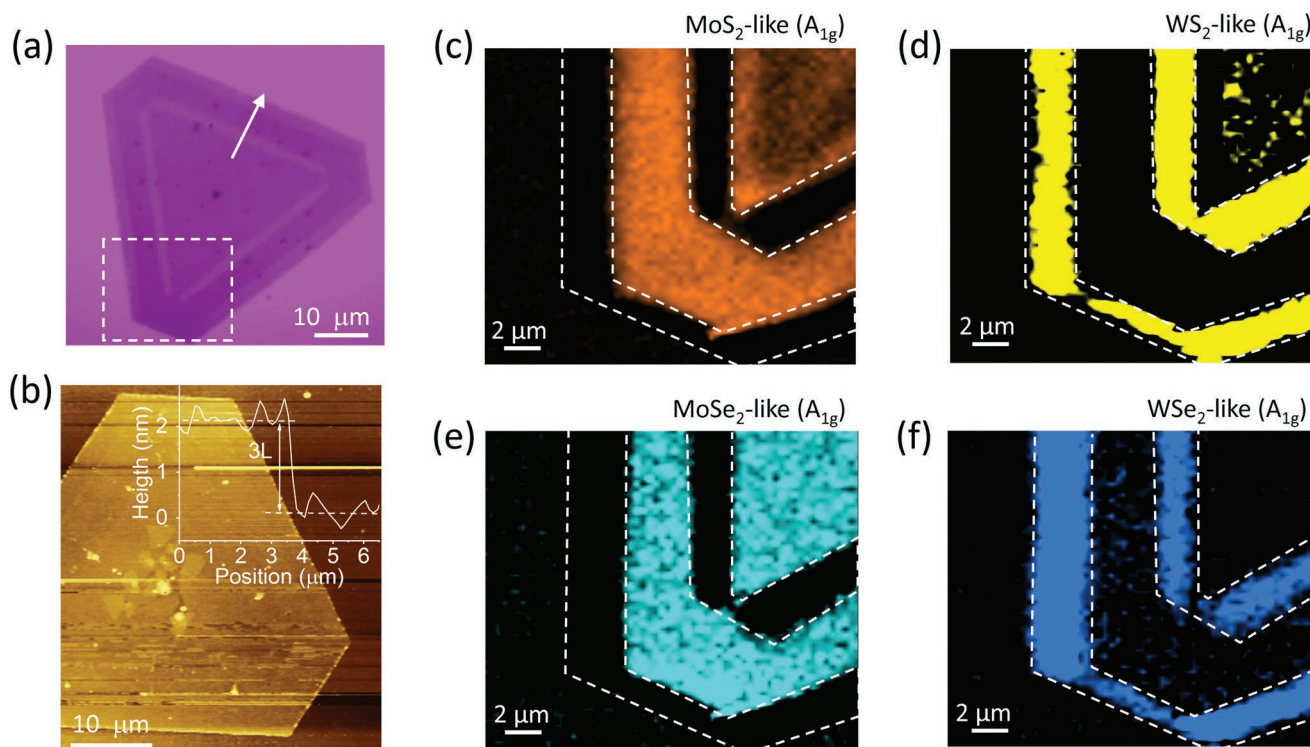 (a)
10 μm
(b)
Heigth (nm)
2
1
0
3L
0 1 2 3 4 5 6
Position (μm)
10 μm
MoS₂-like (A₁g)
(c)
2 μm
WS₂-like (A₁g)
(d)
2 μm
MoSe₂-like (A₁g)
(e)
2 μm
WSe₂-like (A₁g)
(f)
2 μm